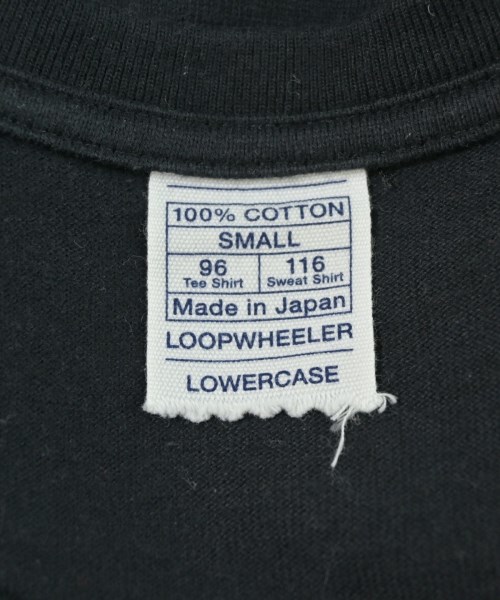 100% COTTON
SMALL
96 116
Tee Shirt Sweat Shirt
Made in Japan
LOOPWHEELER
LOWERCASE